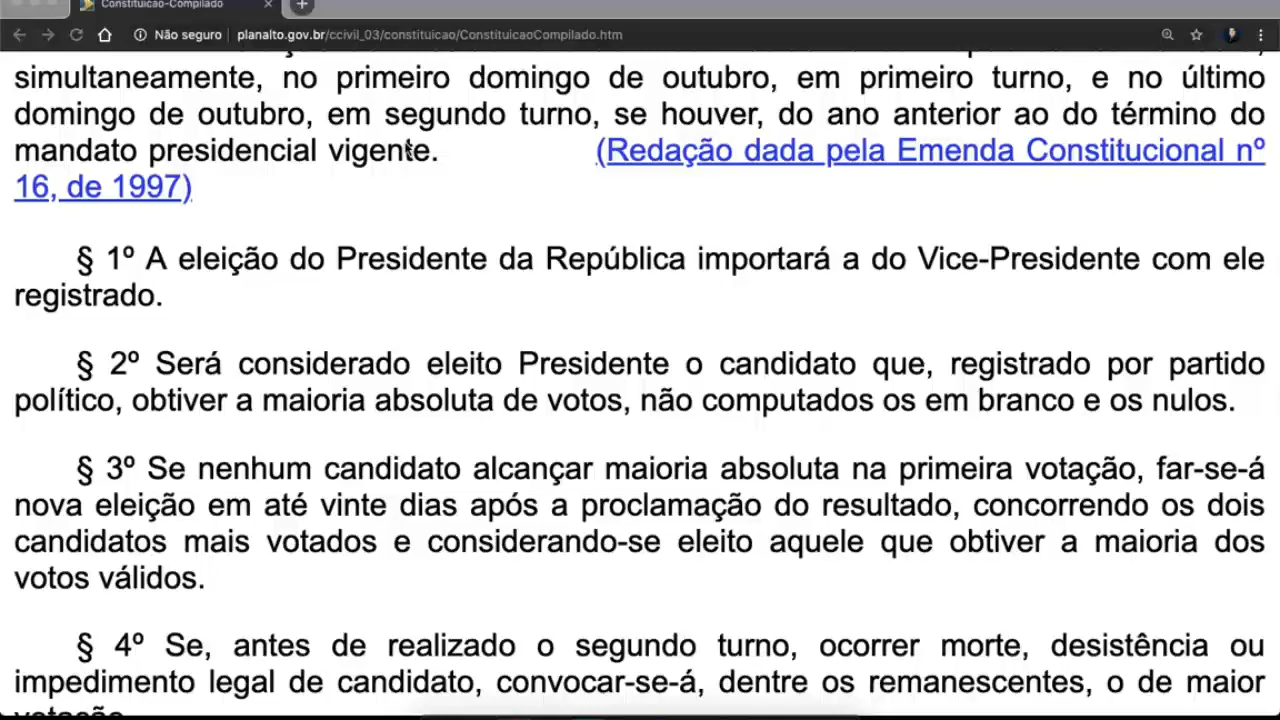 Constituicao-Compilado
Não seguro planalto.gov.br/ccivil_03/constituicao/ConstituicaoCompilado.htm
simultaneamente, no primeiro domingo de outubro, em primeiro turno, e no último
domingo de outubro, em segundo turno, se houver, do ano anterior ao do término do
mandato presidencial vigente. (Redação dada pela Emenda Constitucional nº
16, de 1997)
§ 1º A eleição do Presidente da República importará a do Vice-Presidente com ele
registrado.
§ 2º Será considerado eleito Presidente o candidato que, registrado por partido
político, obtiver a maioria absoluta de votos, não computados os em branco e os nulos.
§ 3º Se nenhum candidato alcançar maioria absoluta na primeira votação, far-se-á
nova eleição em até vinte dias após a proclamação do resultado, concorrendo os dois
candidatos mais votados e considerando-se eleito aquele que obtiver a maioria dos
votos válidos.
§ 4º Se, antes de realizado o segundo turno, ocorrer morte, desistência ou
impedimento legal de candidato, convocar-se-á, dentre os remanescentes, o de maior
votação.